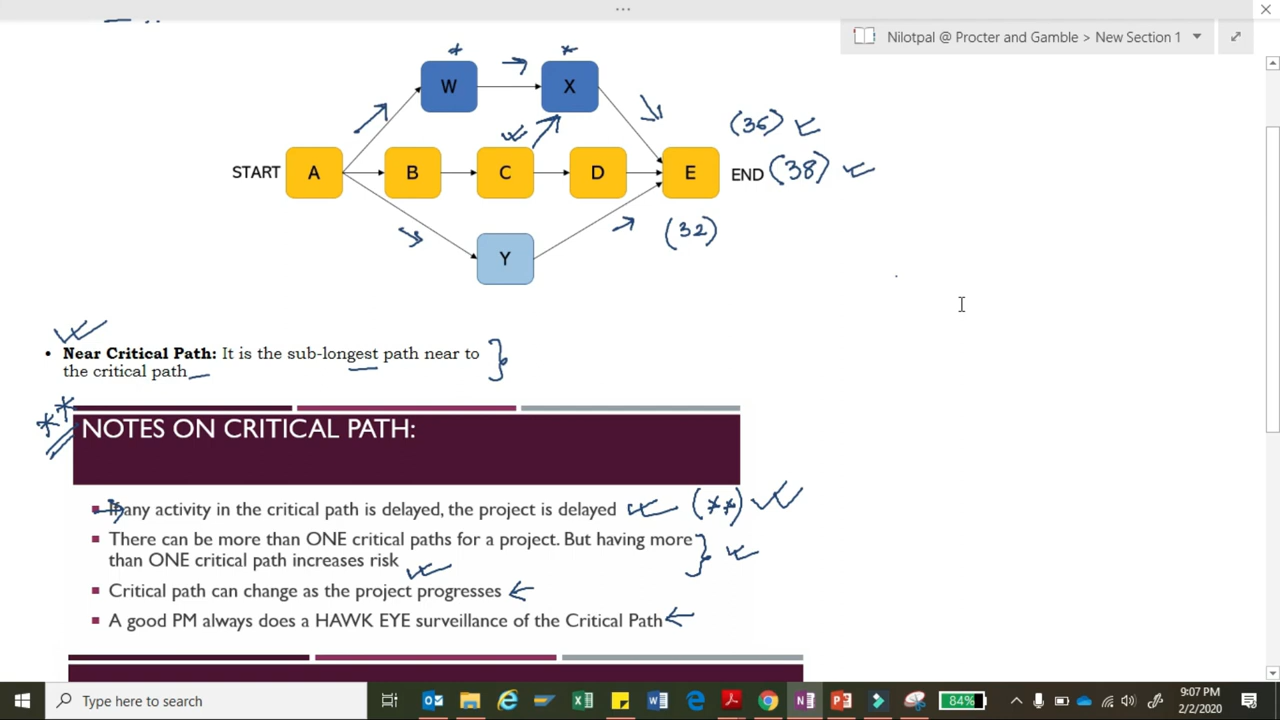 Nilotpal @ Procter and Gamble > New Section 1
W
X
(36)
START
A
B
C
D
E
END
(38)
(32)
Y
• Near Critical Path: It is the sub-longest path near to
the critical path
NOTES ON CRITICAL PATH:
If any activity in the critical path is delayed, the project is delayed (**)
There can be more than ONE critical paths for a project. But having more
than ONE critical path increases risk
Critical path can change as the project progresses
A good PM always does a HAWK EYE surveillance of the Critical Path
Type here to search
84%
9:07 PM
2/2/2020